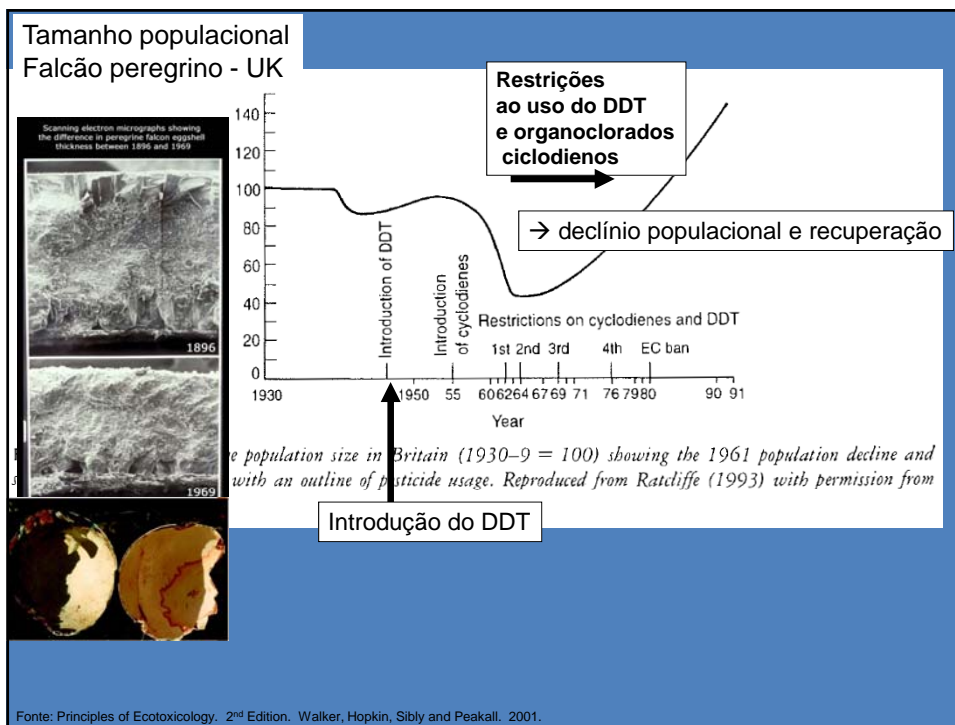 Tamanho populacional
Falcão peregrino - UK
Scanning electron micrographs showing
the difference in peregrine falcon eggshell
thickness between 1896 and 1969
1896
1969
Restrições
ao uso do DDT
e organoclorados
ciclodienos
→ declínio populacional e recuperação
140
120
100
80
60
40
20
0
Introduction of DDT
Introduction
of cyclodienes
Restrictions on cyclodienes and DDT
1st 2nd 3rd 4th EC ban
1930 1950 55 60 62 64 67 69 71 76 79 80 90 91
Year
population size in Britain (1930–9 = 100) showing the 1961 population decline and
with an outline of pesticide usage. Reproduced from Ratcliffe (1993) with permission from
Introdução do DDT
Fonte: Principles of Ecotoxicology. 2nd Edition. Walker, Hopkin, Sibly and Peakall. 2001.